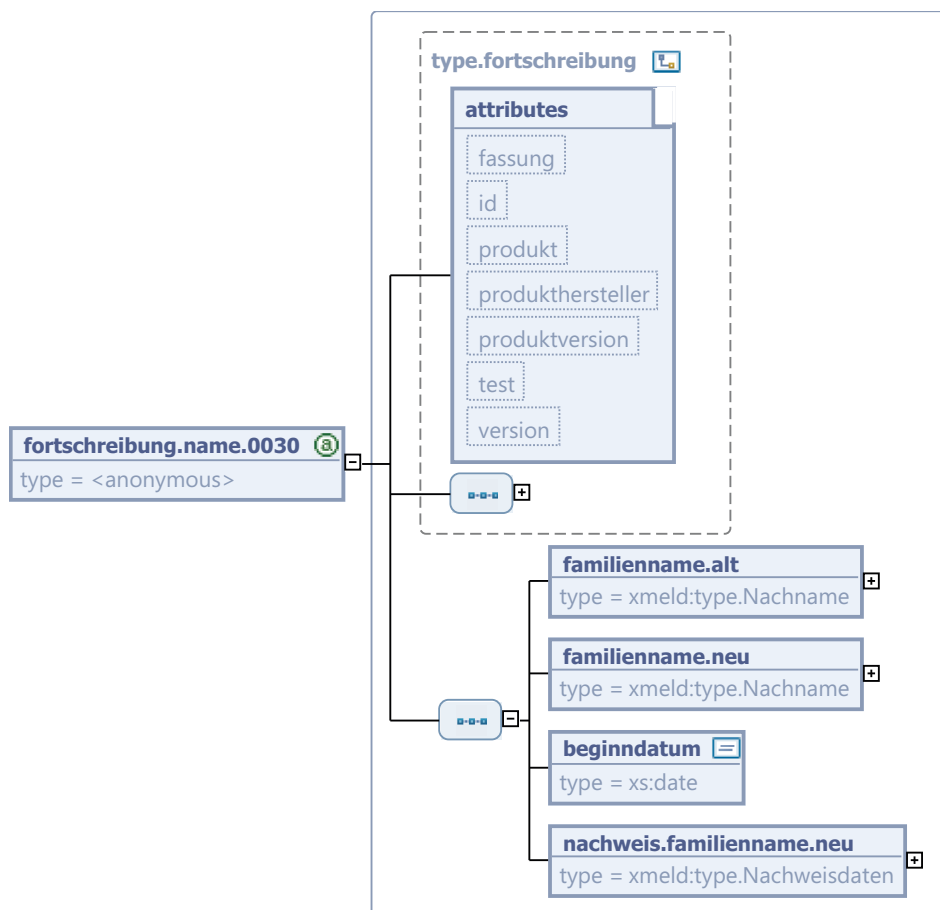 type.fortschreibung
attributes
fassung
id
produkt
produkthersteller
produktversion
test
version
fortschreibung.name.0030 @
type = <anonymous>
familienname.alt
type = xmeld:type.Nachname
familienname.neu
type = xmeld:type.Nachname
beginndatum
type = xs:date
nachweis.familienname.neu
type = xmeld:type.Nachweisdaten